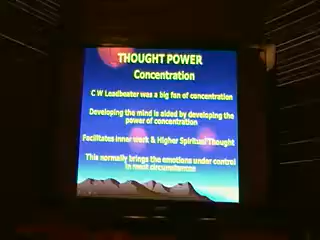 THOUGHT POWER
Concentration
C W Leadbeater was a big fan of concentration
Developing the mind is aided by developing the
power of concentration
Facilitates Inner work & Higher Spiritual Thought
This normally brings the emotions under control
in most circumstances